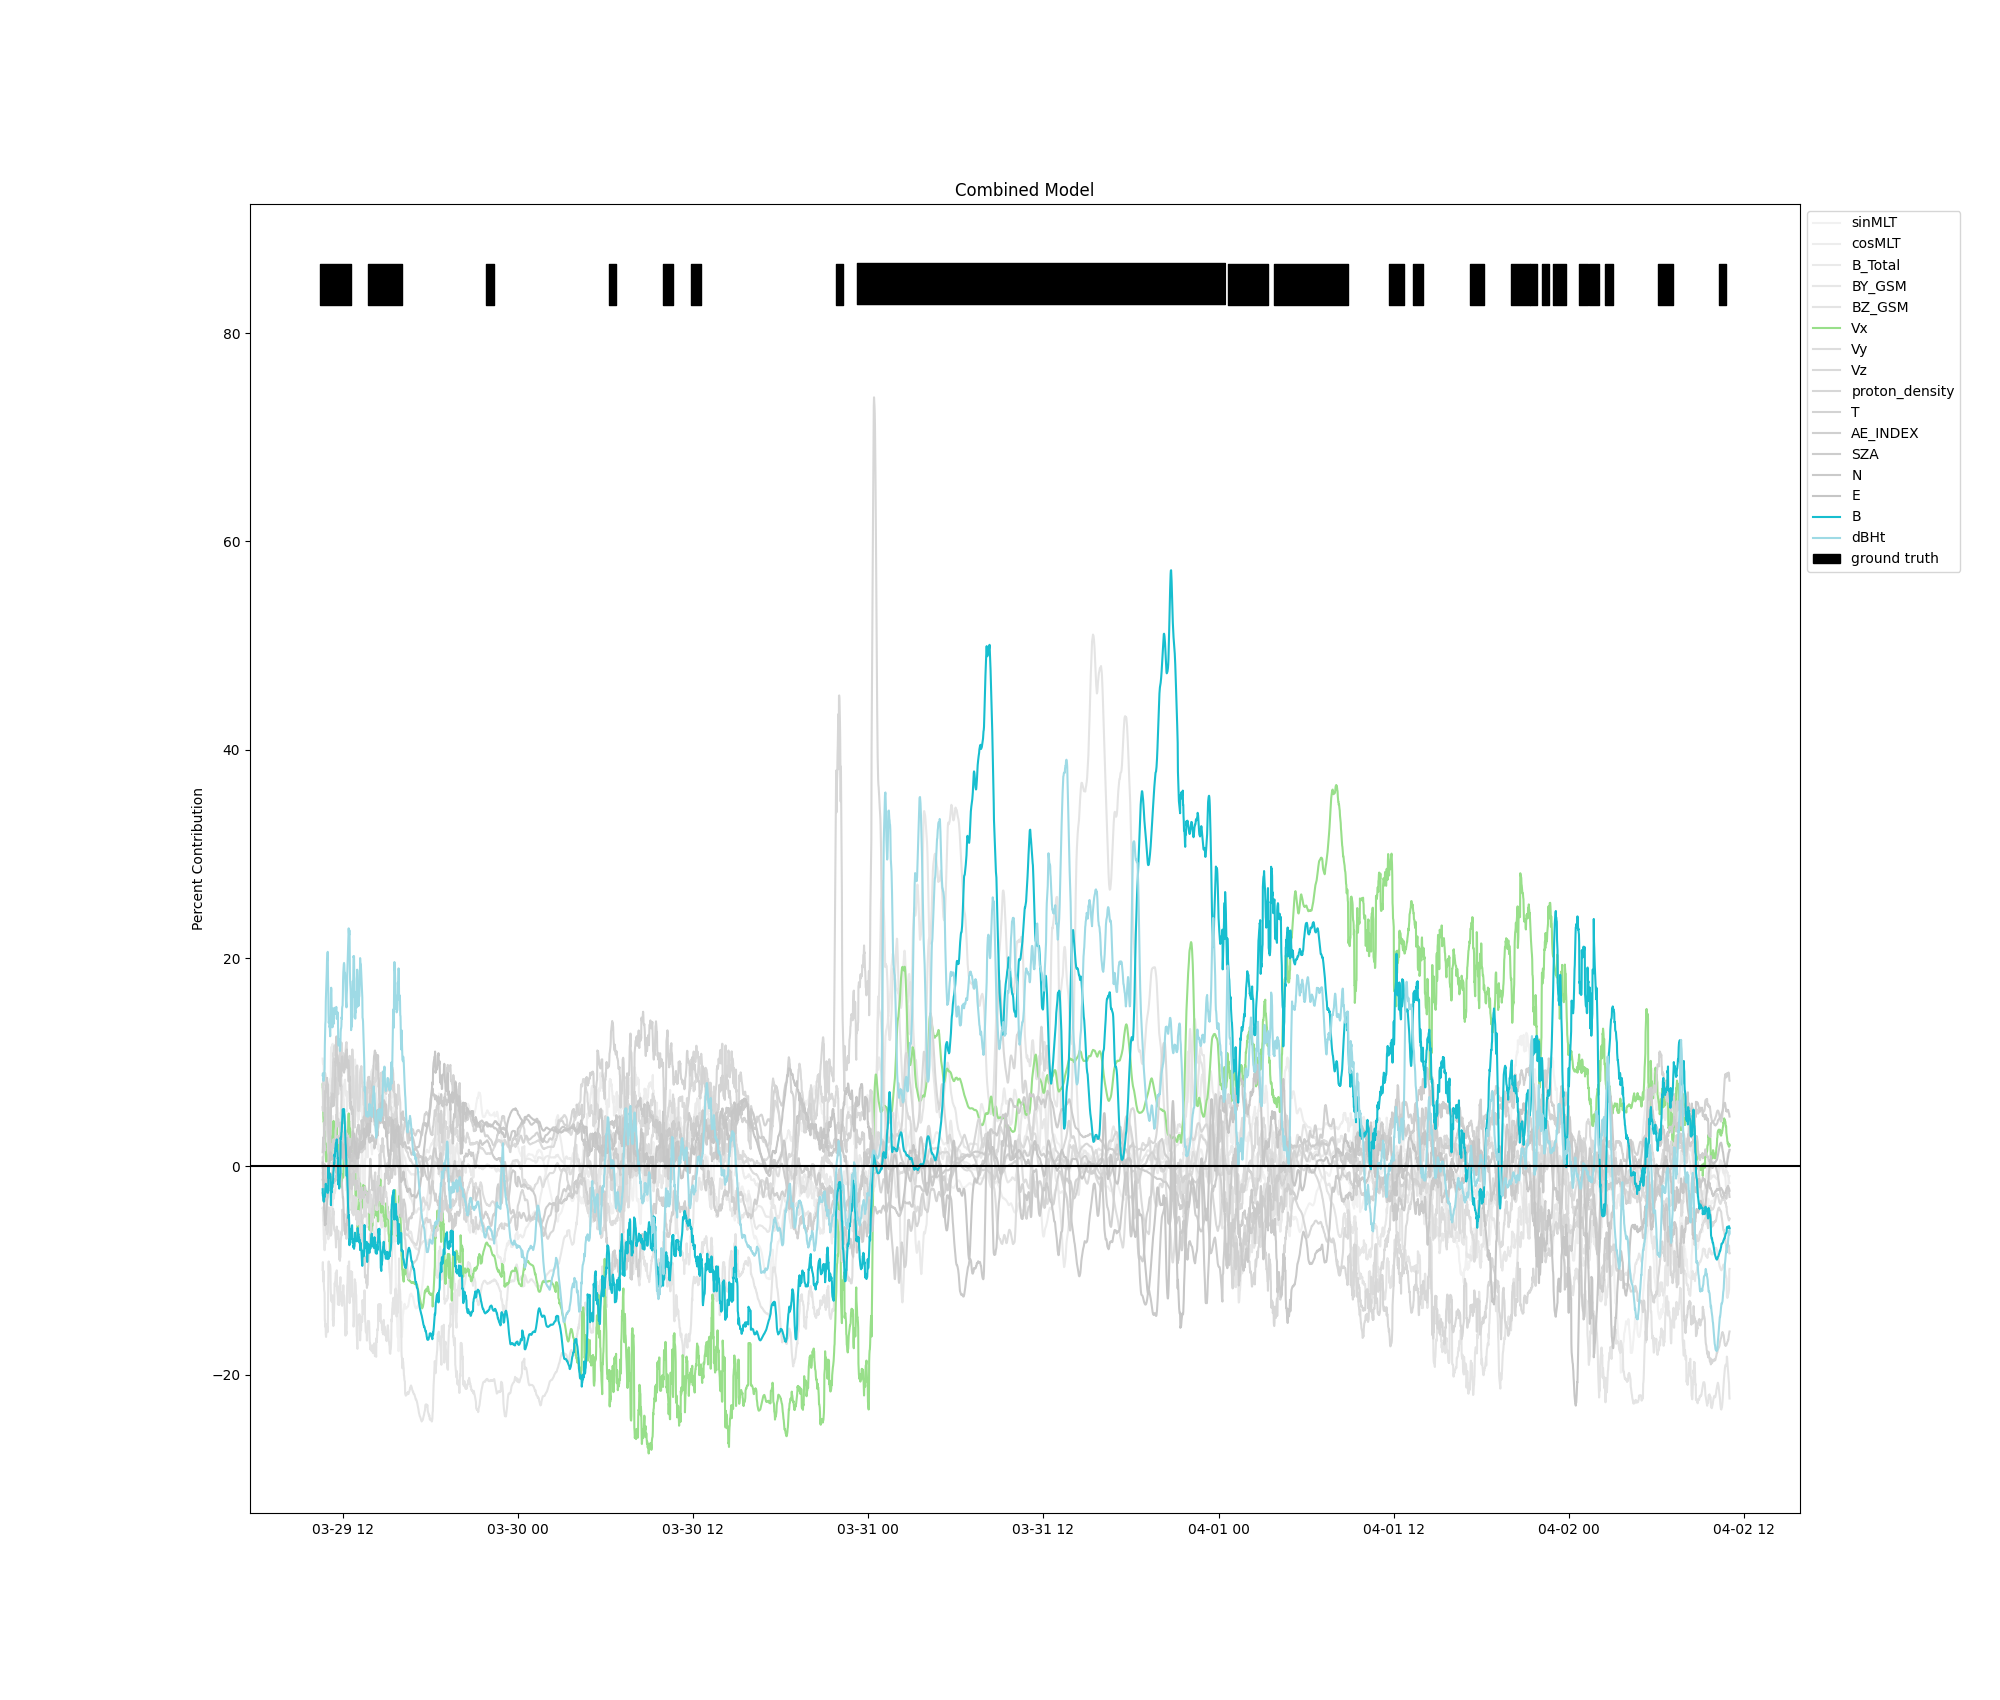 Combined Model
sinMLT
cosMLT
B_Total
BY_GSM
BZ_GSM
Vx
Vy
Vz
proton_density
T
AE_INDEX
SZA
N
E
B
dBHt
ground truth
Percent Contribution
80
60
40
20
0
−20
03-29 12
03-30 00
03-30 12
03-31 00
03-31 12
04-01 00
04-01 12
04-02 00
04-02 12